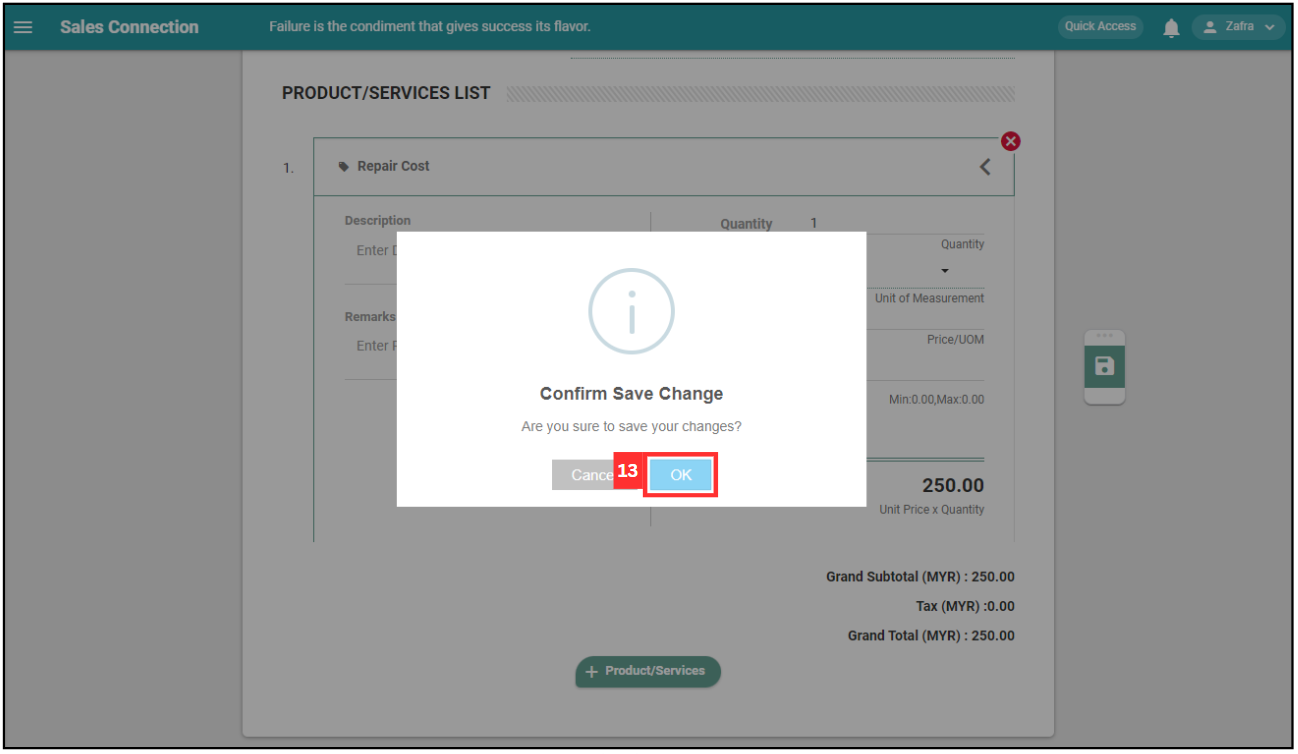 Sales Connection
Failure is the condiment that gives success its flavor.
Quick Access
Zafra
PRODUCT/SERVICES LIST
1.
Repair Cost
Description
Quantity 1
Enter
Quantity
Unit of Measurement
Remarks
Enter
Price/UOM
i
Confirm Save Change
Min:0.00,Max:0.00
Are you sure to save your changes?
13
OK
250.00
Unit Price x Quantity
Grand Subtotal (MYR) : 250.00
Tax (MYR) :0.00
Grand Total (MYR) : 250.00
+ Product/Services